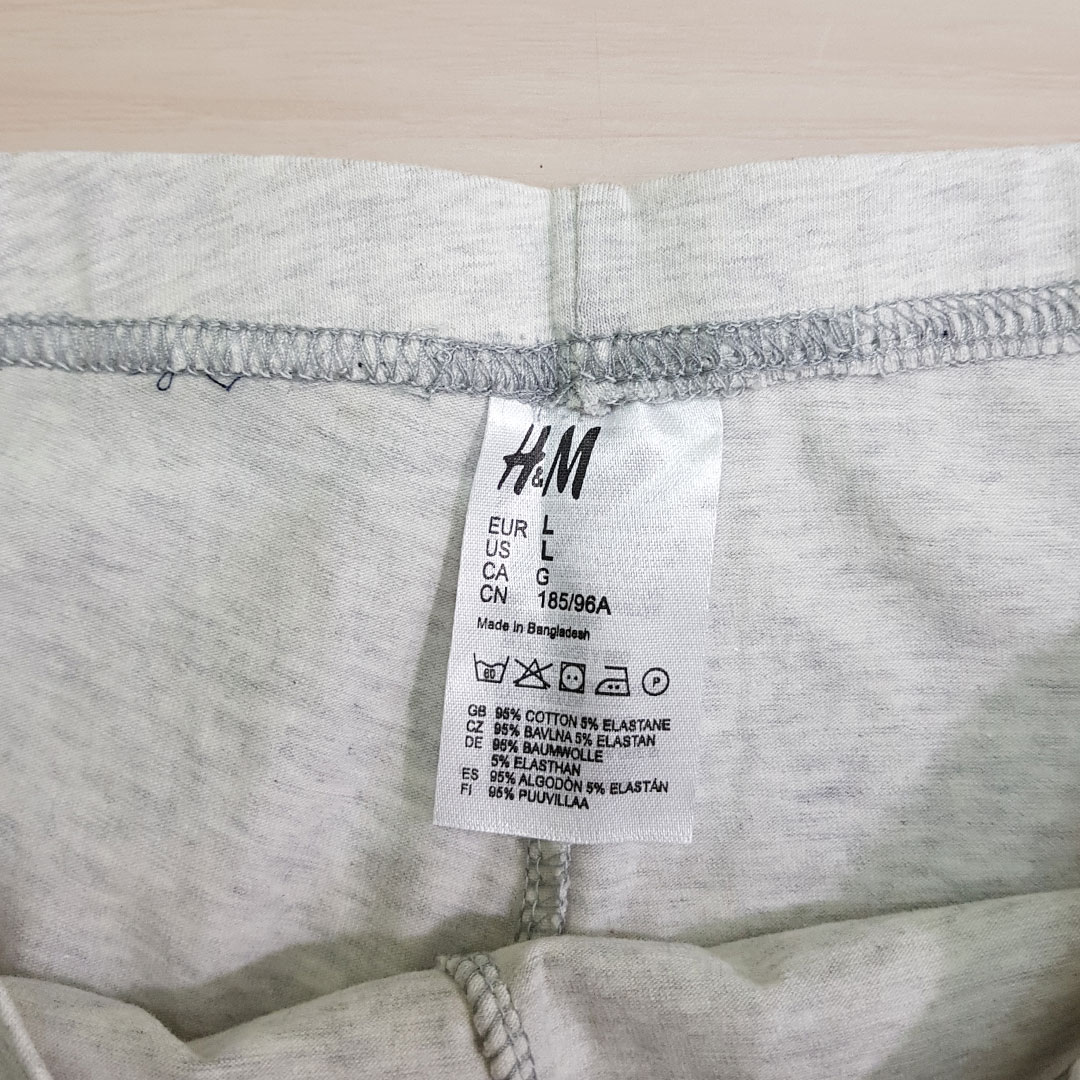 H&M
EUR L
US L
CA G
CN 185/96A
Made in Bangladesh
60 P
GB 95% COTTON 5% ELASTANE
CZ 95% BAVLNA 5% ELASTAN
DE 95% BAUMWOLLE
5% ELASTHAN
ES 95% ALGODÓN 5% ELASTÁN
FI 95% PUUVILLAA